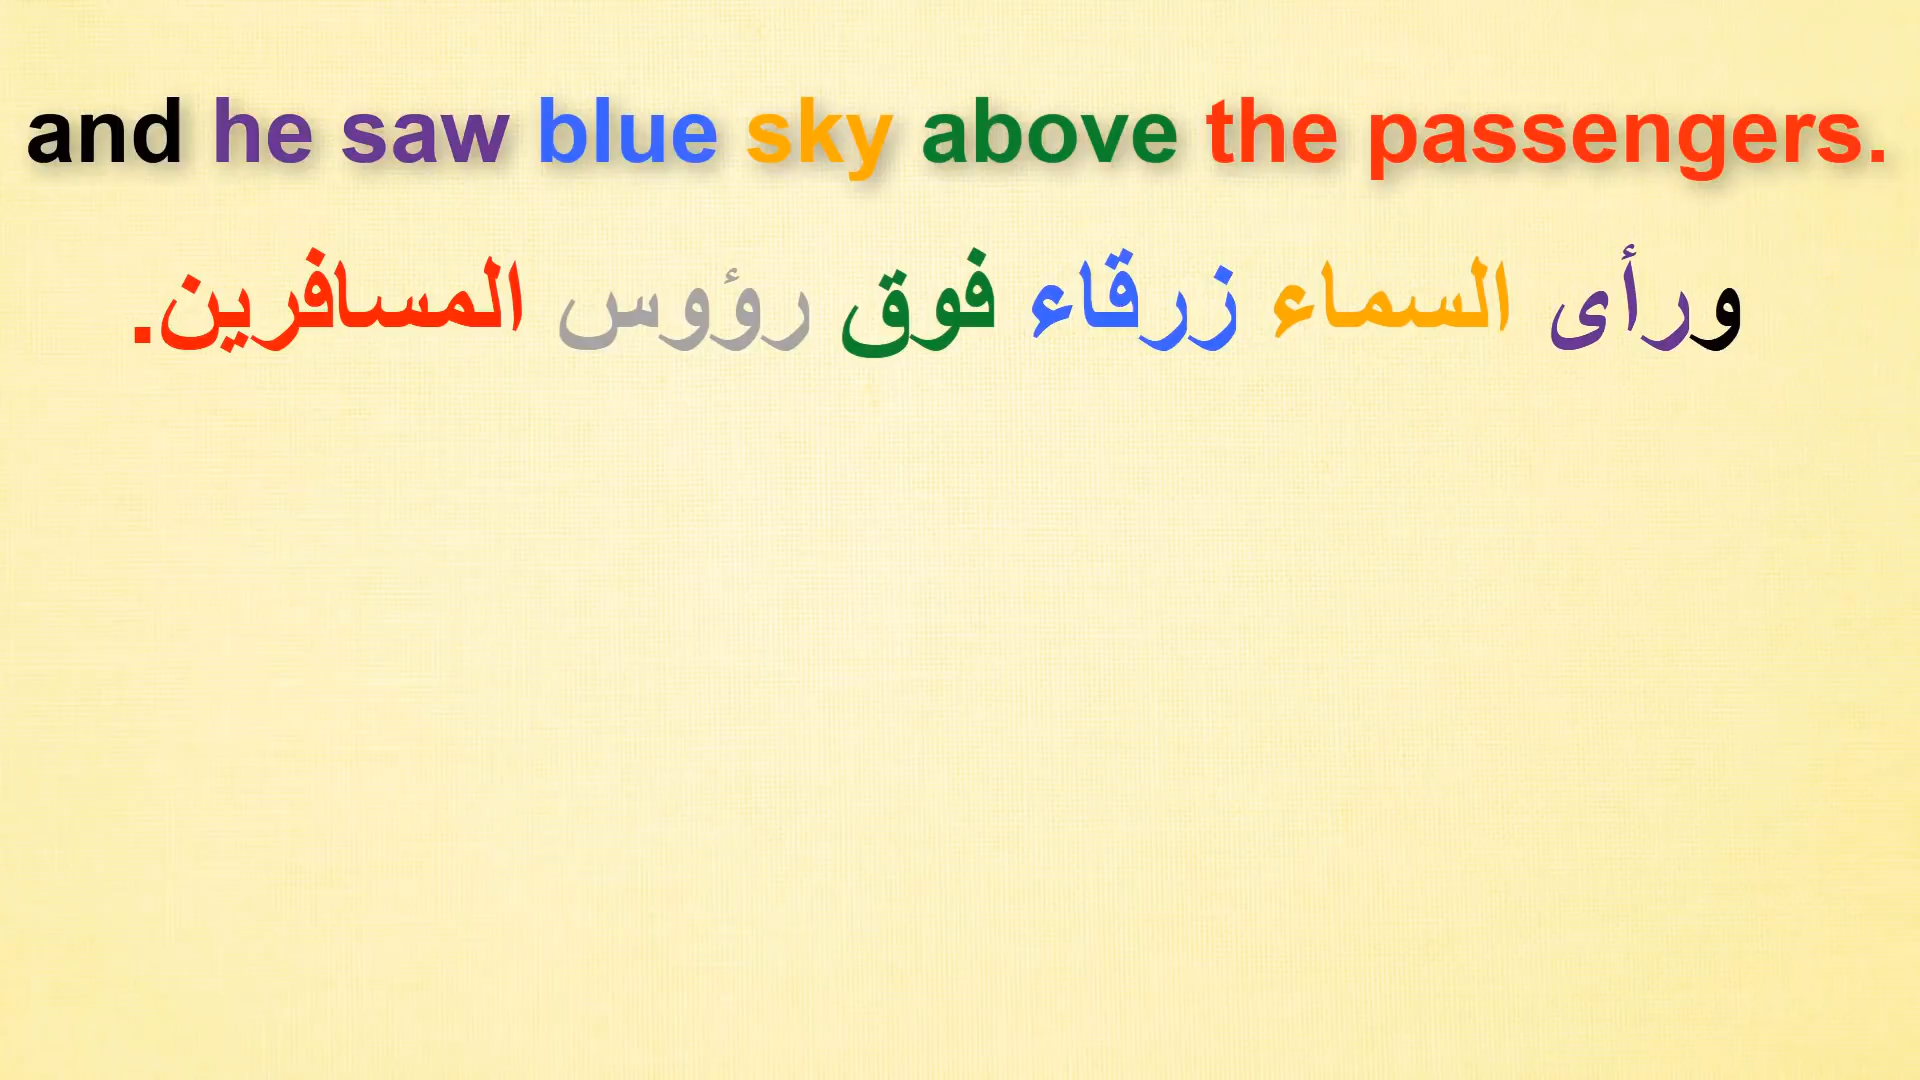 and he saw blue sky above the passengers.
ورأى السماء زرقاء فوق رؤوس المسافرين.